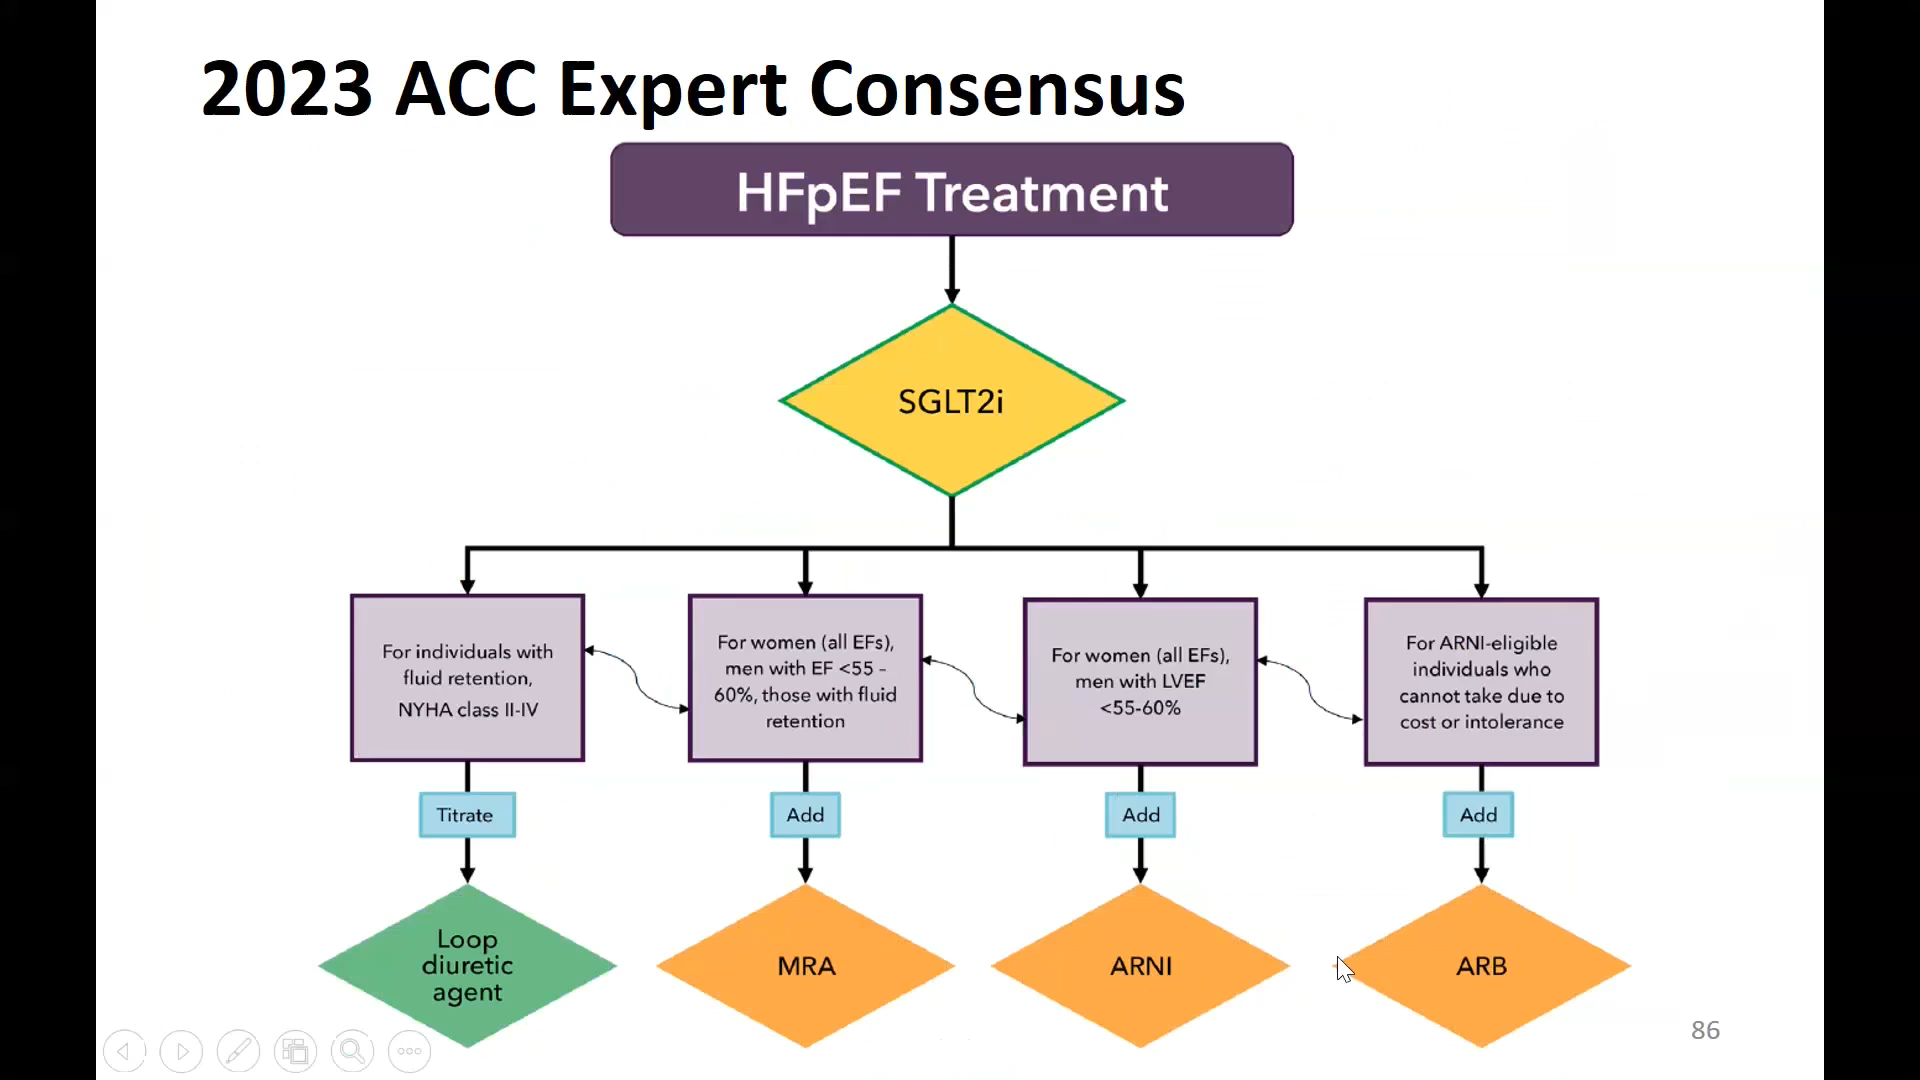 2023 ACC Expert Consensus
HFpEF Treatment
SGLT2i
For individuals with
fluid retention,
NYHA class II-IV
For women (all EFs),
men with EF <55 -
60%, those with fluid
retention
For women (all EFs),
men with LVEF
<55-60%
For ARNI-eligible
individuals who
cannot take due to
cost or intolerance
Titrate
Add
Add
Add
Loop
diuretic
agent
MRA
ARNI
ARB
86